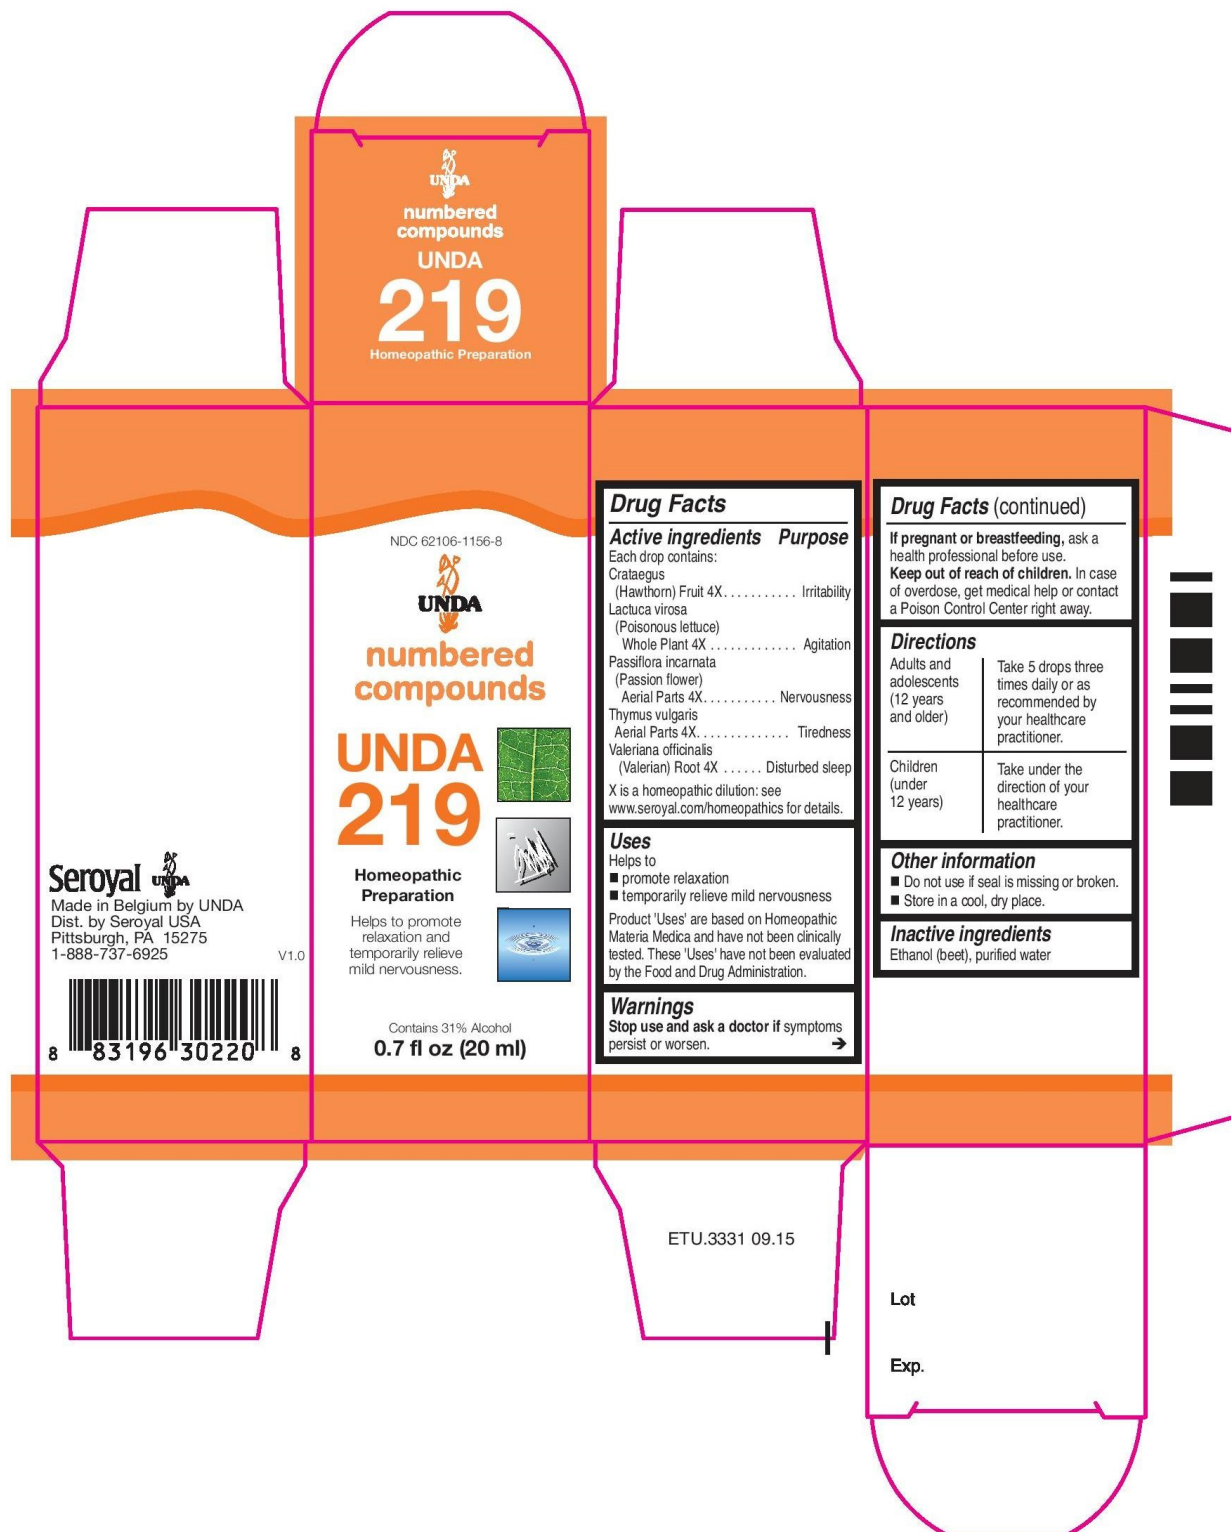 UNDA
numbered
compounds
UNDA
219
Homeopathic Preparation
Seroyal UNDA
Made in Belgium by UNDA
Dist. by Seroyal USA
Pittsburgh, PA 15275
1-888-737-6925
V1.0
8 83196 30220 8
NDC 62106-1156-8
UNDA
numbered
compounds
UNDA
219
Homeopathic
Preparation
Helps to promote
relaxation and
temporarily relieve
mild nervousness.
Contains 31% Alcohol
0.7 fl oz (20 ml)
Drug Facts
Active ingredients Purpose
Each drop contains:
Crataegus
(Hawthorn) Fruit 4X........... Irritability
Lactuca virosa
(Poisonous lettuce)
Whole Plant 4X ............. Agitation
Passiflora incarnata
(Passion flower)
Aerial Parts 4X........... Nervousness
Thymus vulgaris
Aerial Parts 4X.............. Tiredness
Valeriana officinalis
(Valerian) Root 4X ...... Disturbed sleep
X is a homeopathic dilution: see
www.seroyal.com/homeopathics for details.
Uses
Helps to
■ promote relaxation
■ temporarily relieve mild nervousness
Product 'Uses' are based on Homeopathic
Materia Medica and have not been clinically
tested. These 'Uses' have not been evaluated
by the Food and Drug Administration.
Warnings
Stop use and ask a doctor if symptoms
persist or worsen. ➔
Drug Facts (continued)
If pregnant or breastfeeding, ask a
health professional before use.
Keep out of reach of children. In case
of overdose, get medical help or contact
a Poison Control Center right away.
Directions
Adults and
adolescents
(12 years
and older)
Take 5 drops three
times daily or as
recommended by
your healthcare
practitioner.
Children
(under
12 years)
Take under the
direction of your
healthcare
practitioner.
Other information
■ Do not use if seal is missing or broken.
■ Store in a cool, dry place.
Inactive ingredients
Ethanol (beet), purified water
ETU.3331 09.15
Lot
Exp.